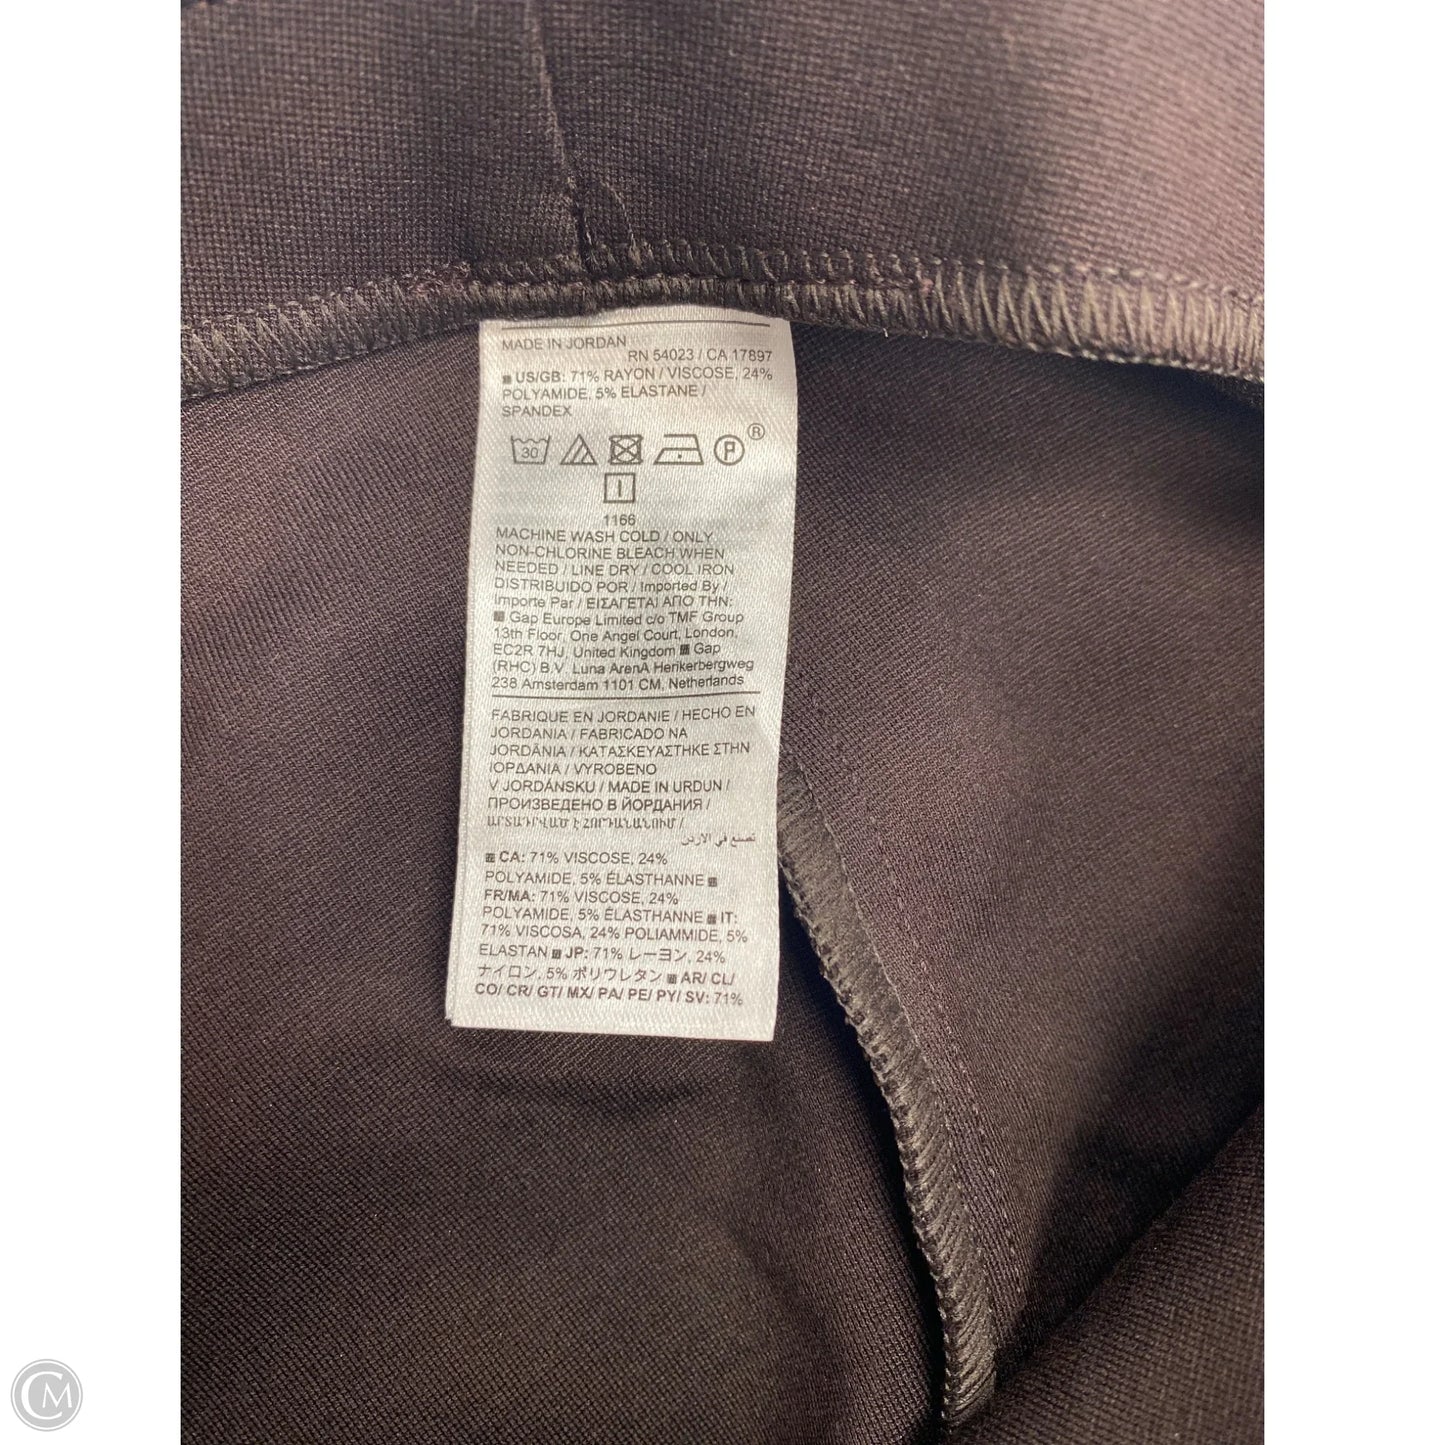 MADE IN JORDAN
RN 54023 / CA 17897
US/GB: 71% RAYON / VISCOSE, 24%
POLYAMIDE, 5% ELASTANE /
SPANDEX
30 P ®
1166
MACHINE WASH COLD / ONLY
NON-CHLORINE BLEACH WHEN
NEEDED / LINE DRY / COOL IRON
DISTRIBUIDO POR / Imported By /
Importe Par / ΕΙΣΑΓΕΤΑΙ ΑΠΟ ΤΗΝ:
Gap Europe Limited c/o TMF Group
13th Floor, One Angel Court, London,
EC2R 7HJ, United Kingdom Gap
(RHC) B.V. Luna ArenA Herikerbergweg
238 Amsterdam 1101 CM, Netherlands
FABRIQUE EN JORDANIE / HECHO EN
JORDANIA / FABRICADO NA
JORDÂNIA / ΚΑΤΑΣΚΕΥΑΣΤΗΚΕ ΣΤΗΝ
ΙΟΡΔΑΝΙΑ / VYROBENO
V JORDÁNSKU / MADE IN URDUN /
ПРОИЗВЕДЕНО В ЙОРДАНИЯ /
ԱՐՏԱԴՐՎԱԾ Է ՀՈՐԴԱՆԱՆՈՒՄ /
تصنع في الأردن
CA: 71% VISCOSE, 24%
POLYAMIDE, 5% ÉLASTHANNE
FR/MA: 71% VISCOSE, 24%
POLYAMIDE, 5% ÉLASTHANNE IT:
71% VISCOSA, 24% POLIAMMIDE, 5%
ELASTAN JP: 71% レーヨン, 24%
ナイロン, 5% ポリウレタン AR/ CL/
CO/ CR/ GT/ MX/ PA/ PE/ PY/ SV: 71%
CM